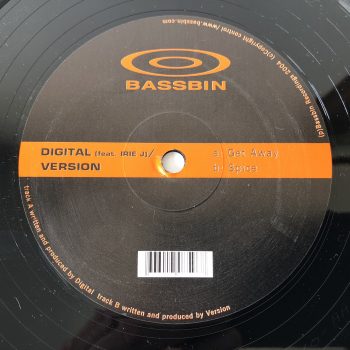 BASSBIN
DIGITAL (feat. IRIE J)/
VERSION
a) Get Away
b) Spice
track A written and produced by Digital track B written and produced by Version
(p)Bassbin Recordings 2004 (c)Copyright control /www.bassbin.com